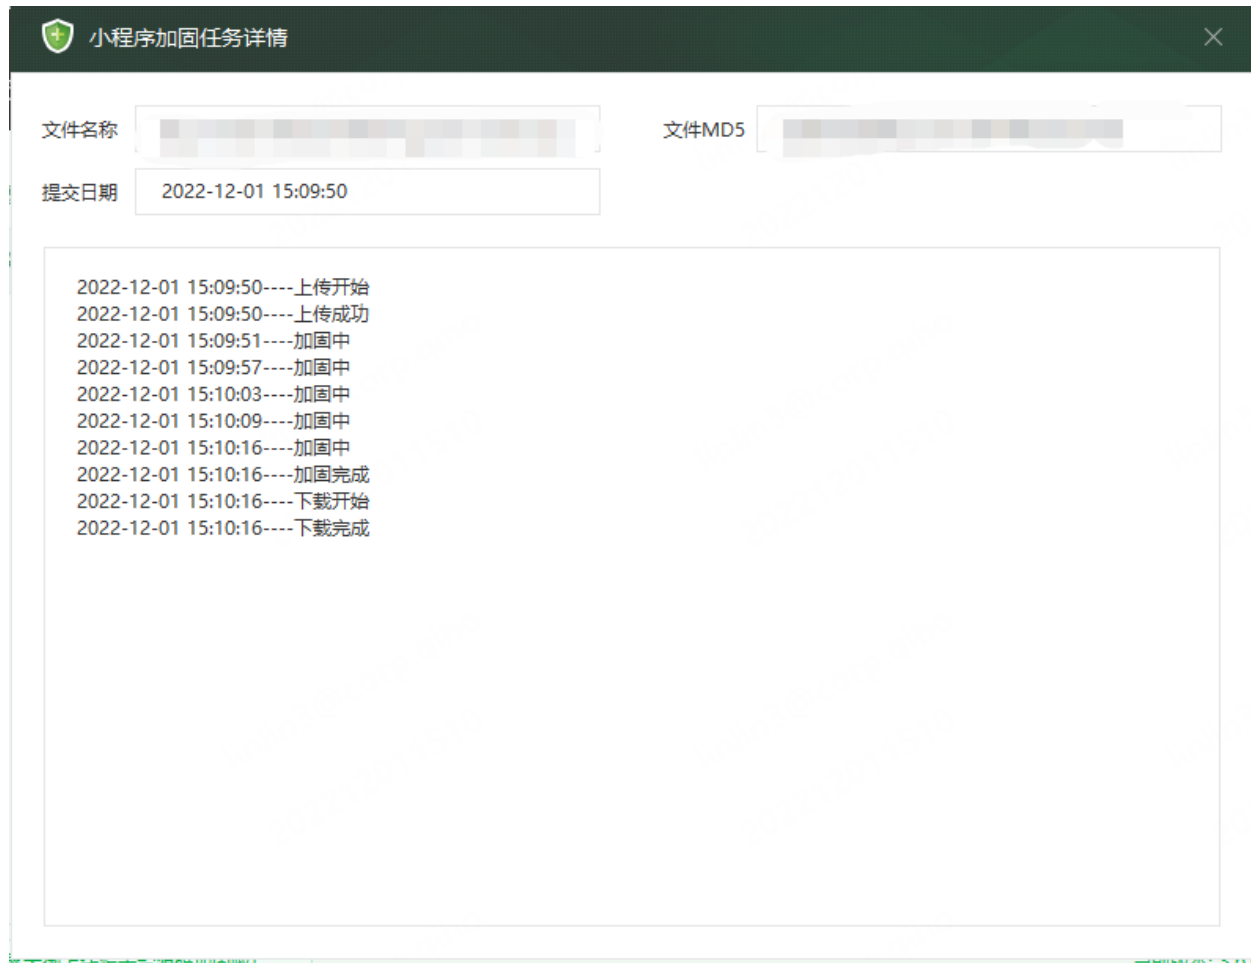 小程序加固任务详情
文件名称
文件MD5
提交日期 2022-12-01 15:09:50
2022-12-01 15:09:50----上传开始
2022-12-01 15:09:50----上传成功
2022-12-01 15:09:51----加固中
2022-12-01 15:09:57----加固中
2022-12-01 15:10:03----加固中
2022-12-01 15:10:09----加固中
2022-12-01 15:10:16----加固中
2022-12-01 15:10:16----加固完成
2022-12-01 15:10:16----下载开始
2022-12-01 15:10:16----下载完成